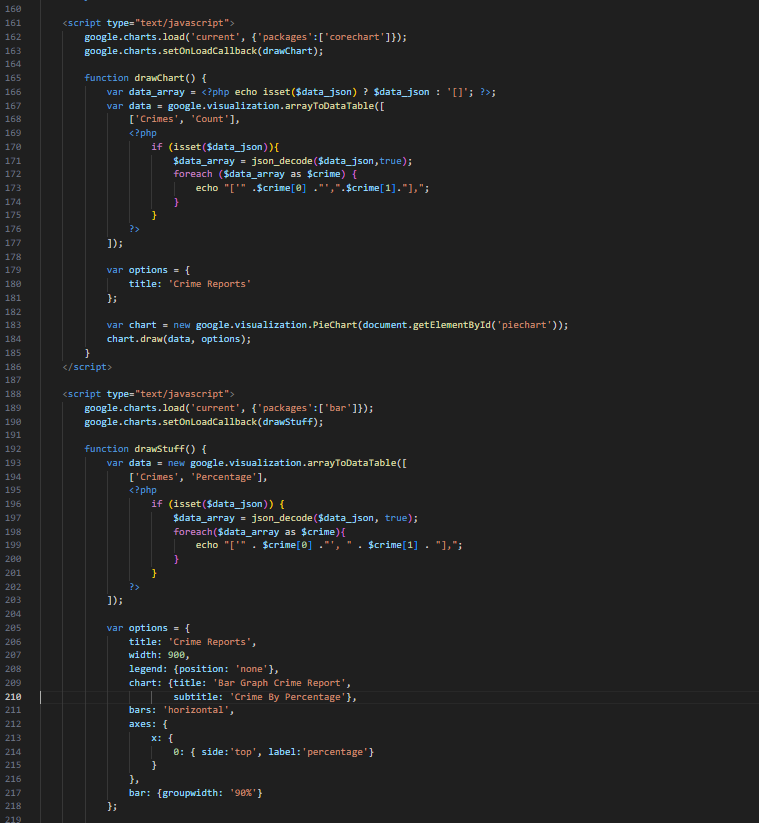 160
161 <script type="text/javascript">
162 google.charts.load('current', {'packages':['corechart']});
163 google.charts.setOnLoadCallback(drawChart);
164
165 function drawChart() {
166 var data_array = <?php echo isset($data_json) ? $data_json : '[]'; ?>;
167 var data = google.visualization.arrayToDataTable([
168 ['Crimes', 'Count'],
169 <?php
170 if (isset($data_json)){
171 $data_array = json_decode($data_json,true);
172 foreach ($data_array as $crime) {
173 echo "['" .$crime[0] ."',".$crime[1]."],";
174 }
175 }
176 ?>
177 ]);
178
179 var options = {
180 title: 'Crime Reports'
181 };
182
183 var chart = new google.visualization.PieChart(document.getElementById('piechart'));
184 chart.draw(data, options);
185 }
186 </script>
187
188 <script type="text/javascript">
189 google.charts.load('current', {'packages':['bar']});
190 google.charts.setOnLoadCallback(drawStuff);
191
192 function drawStuff() {
193 var data = new google.visualization.arrayToDataTable([
194 ['Crimes', 'Percentage'],
195 <?php
196 if (isset($data_json)) {
197 $data_array = json_decode($data_json, true);
198 foreach($data_array as $crime){
199 echo "['" . $crime[0] ."', " . $crime[1] . "],";
200 }
201 }
202 ?>
203 ]);
204
205 var options = {
206 title: 'Crime Reports',
207 width: 900,
208 legend: {position: 'none'},
209 chart: {title: 'Bar Graph Crime Report',
210 subtitle: 'Crime By Percentage'},
211 bars: 'horizontal',
212 axes: {
213 x: {
214 0: { side:'top', label:'percentage'}
215 }
216 },
217 bar: {groupwidth: '90%'}
218 };
219